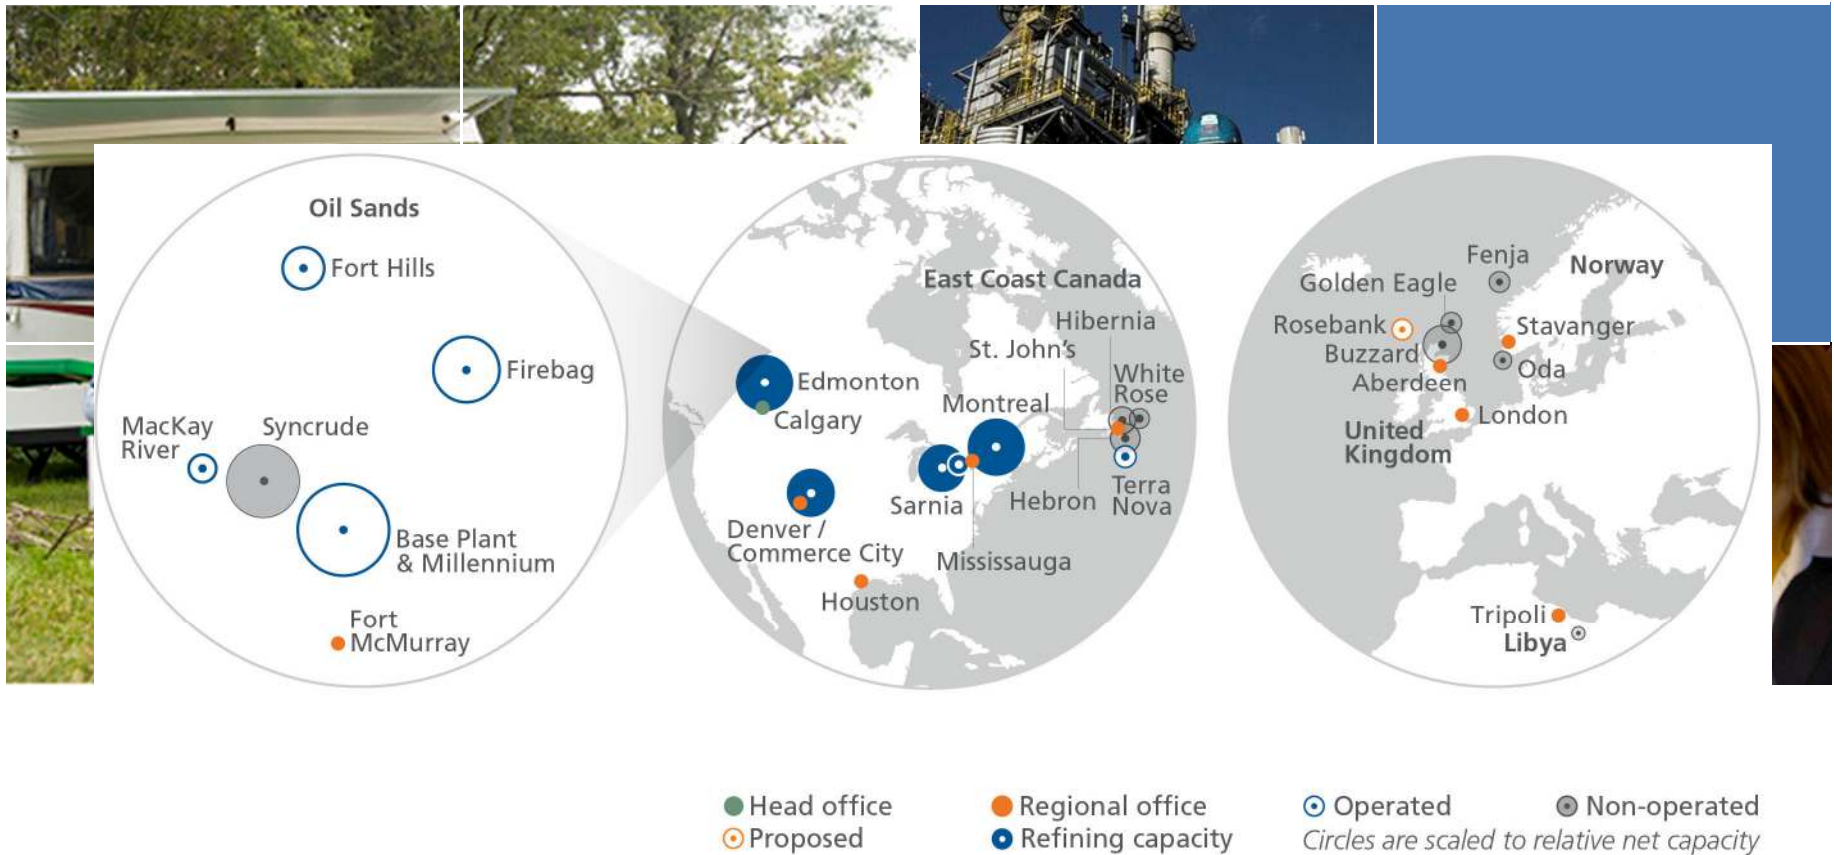 Oil Sands
Fort Hills
Firebag
MacKay
River
Syncrude
Base Plant
& Millennium
Fort
McMurray
East Coast Canada
Hibernia
St. John's
White
Rose
Edmonton
Calgary
Montreal
Sarnia
Hebron
Terra
Nova
Denver /
Commerce City
Mississauga
Houston
Fenja
Norway
Golden Eagle
Rosebank
Stavanger
Buzzard
Oda
Aberdeen
London
United
Kingdom
Tripoli
Libya
Head office
Regional office
Operated
Non-operated
Proposed
Refining capacity
Circles are scaled to relative net capacity